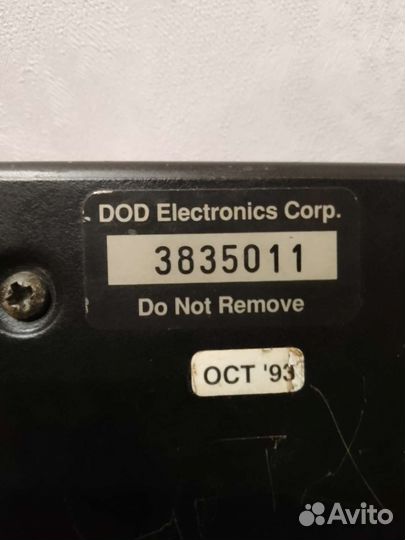 DOD Electronics Corp.
3835011
Do Not Remove
OCT '93
Avito